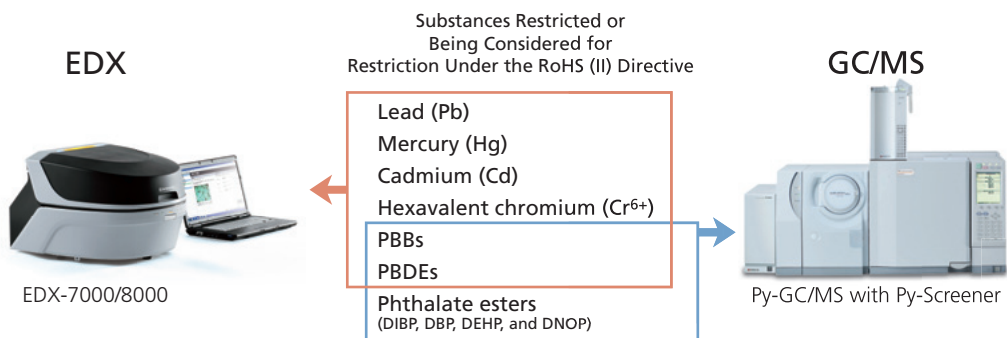 Substances Restricted or
Being Considered for
Restriction Under the RoHS (II) Directive
EDX
GC/MS
Lead (Pb)
Mercury (Hg)
Cadmium (Cd)
Hexavalent chromium (Cr⁶⁺)
PBBs
PBDEs
Phthalate esters
(DIBP, DBP, DEHP, and DNOP)
EDX-7000/8000
Py-GC/MS with Py-Screener